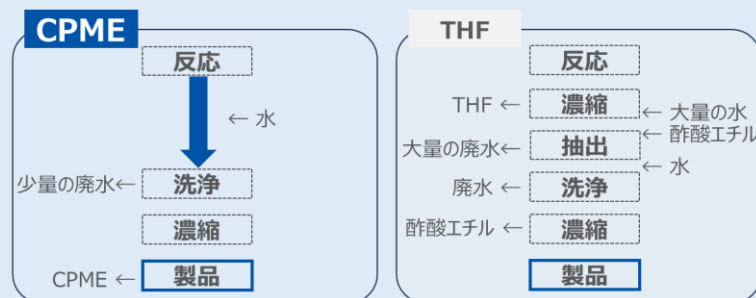 CPME
反応
← 水
少量の廃水← 洗浄
濃縮
CPME ← 製品
THF
反応
THF ← 濃縮 ← 大量の水
← 酢酸エチル
大量の廃水← 抽出
← 水
廃水 ← 洗浄
酢酸エチル ← 濃縮
製品